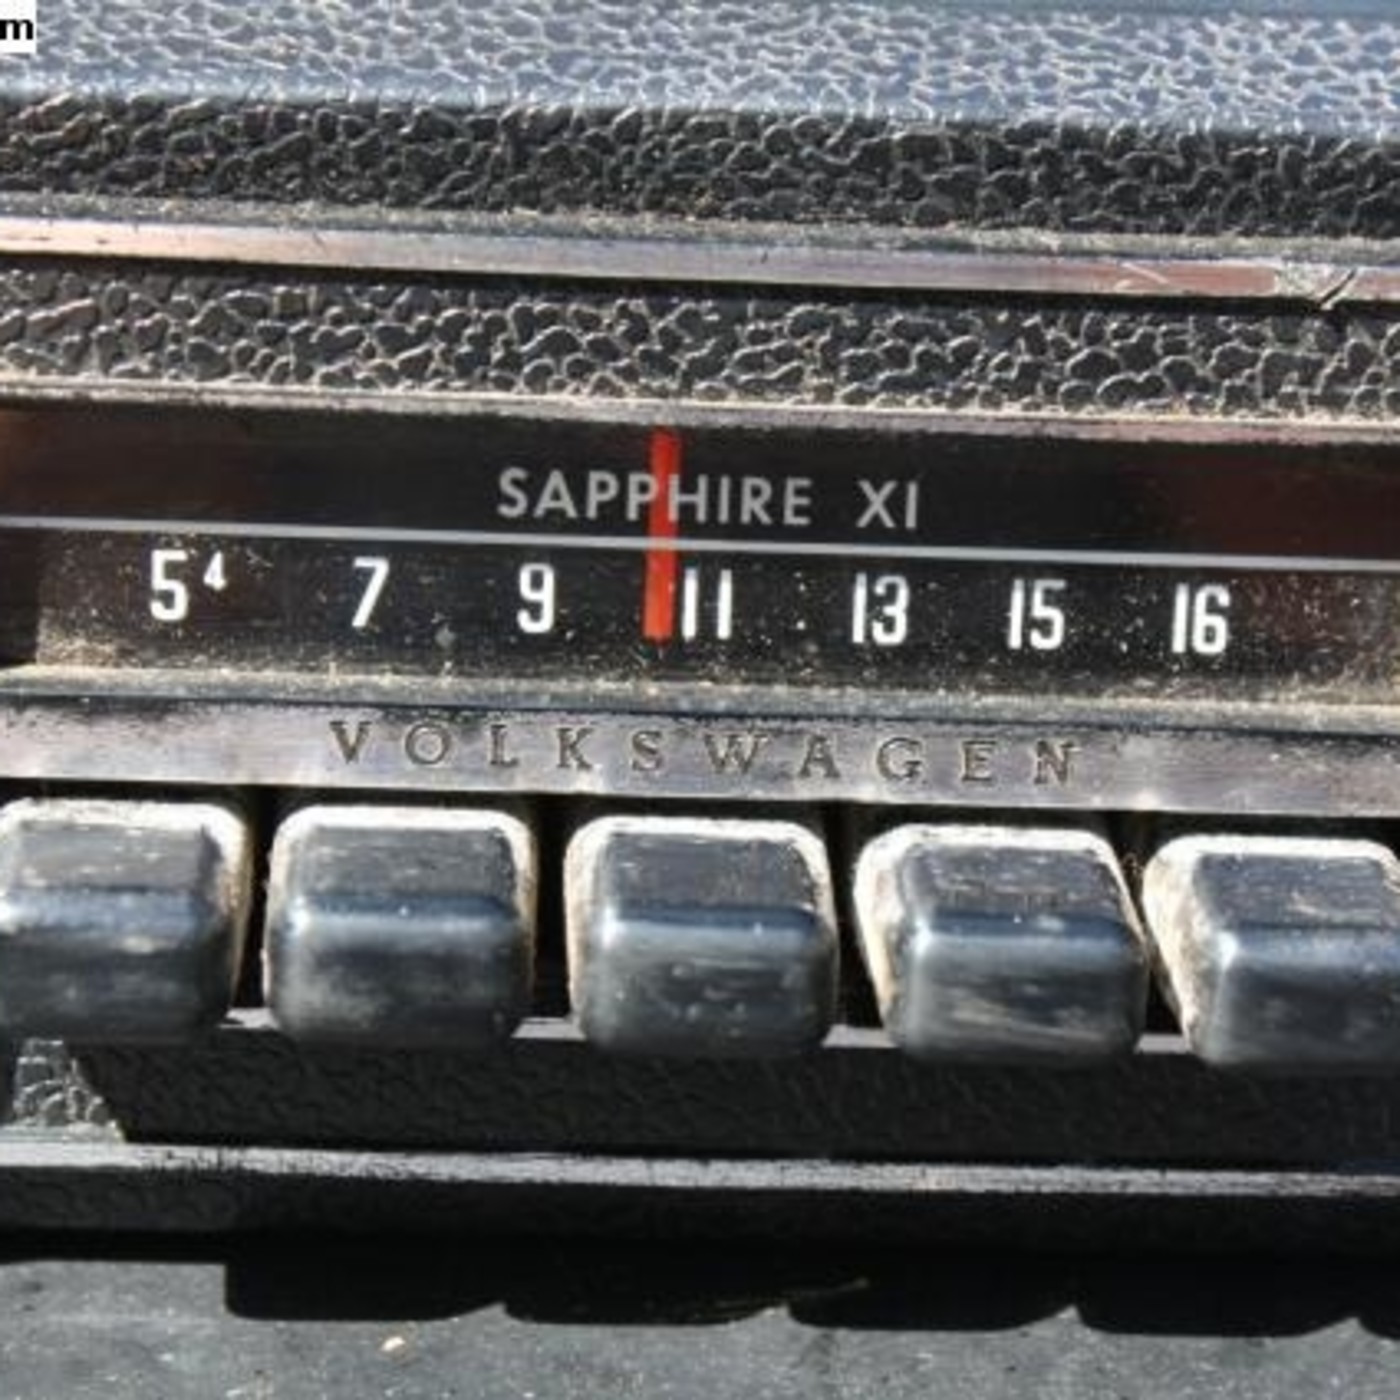 m
SAPPHIRE XI
5⁴ 7 9 11 13 15 16
VOLKSWAGEN